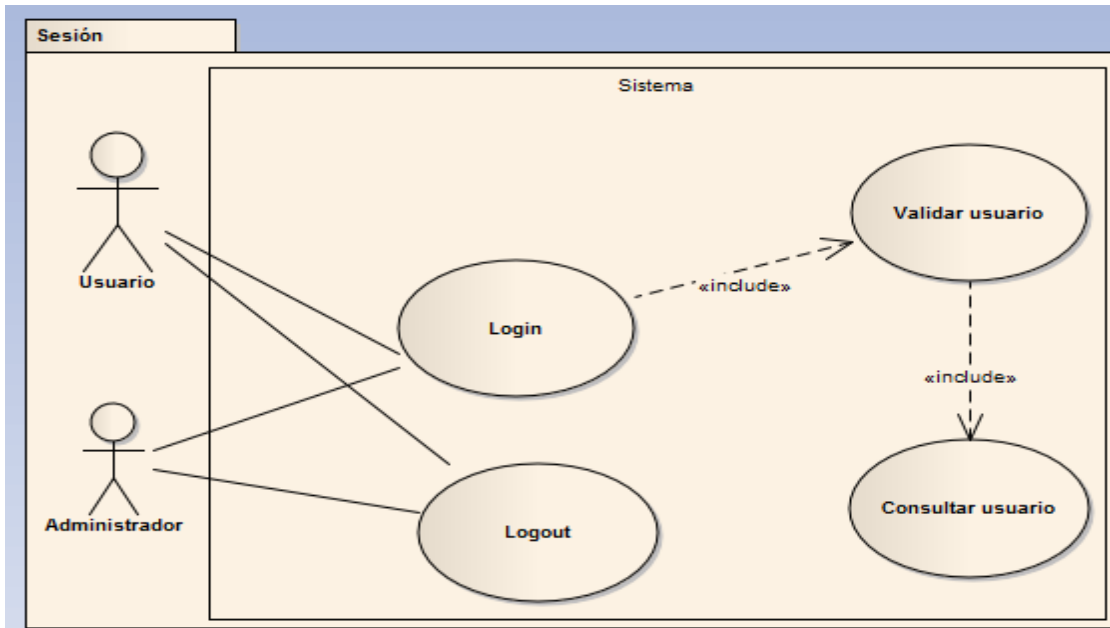 Sesión
Sistema
Validar usuario
Usuario
«include»
Login
«include»
Administrador
Consultar usuario
Logout